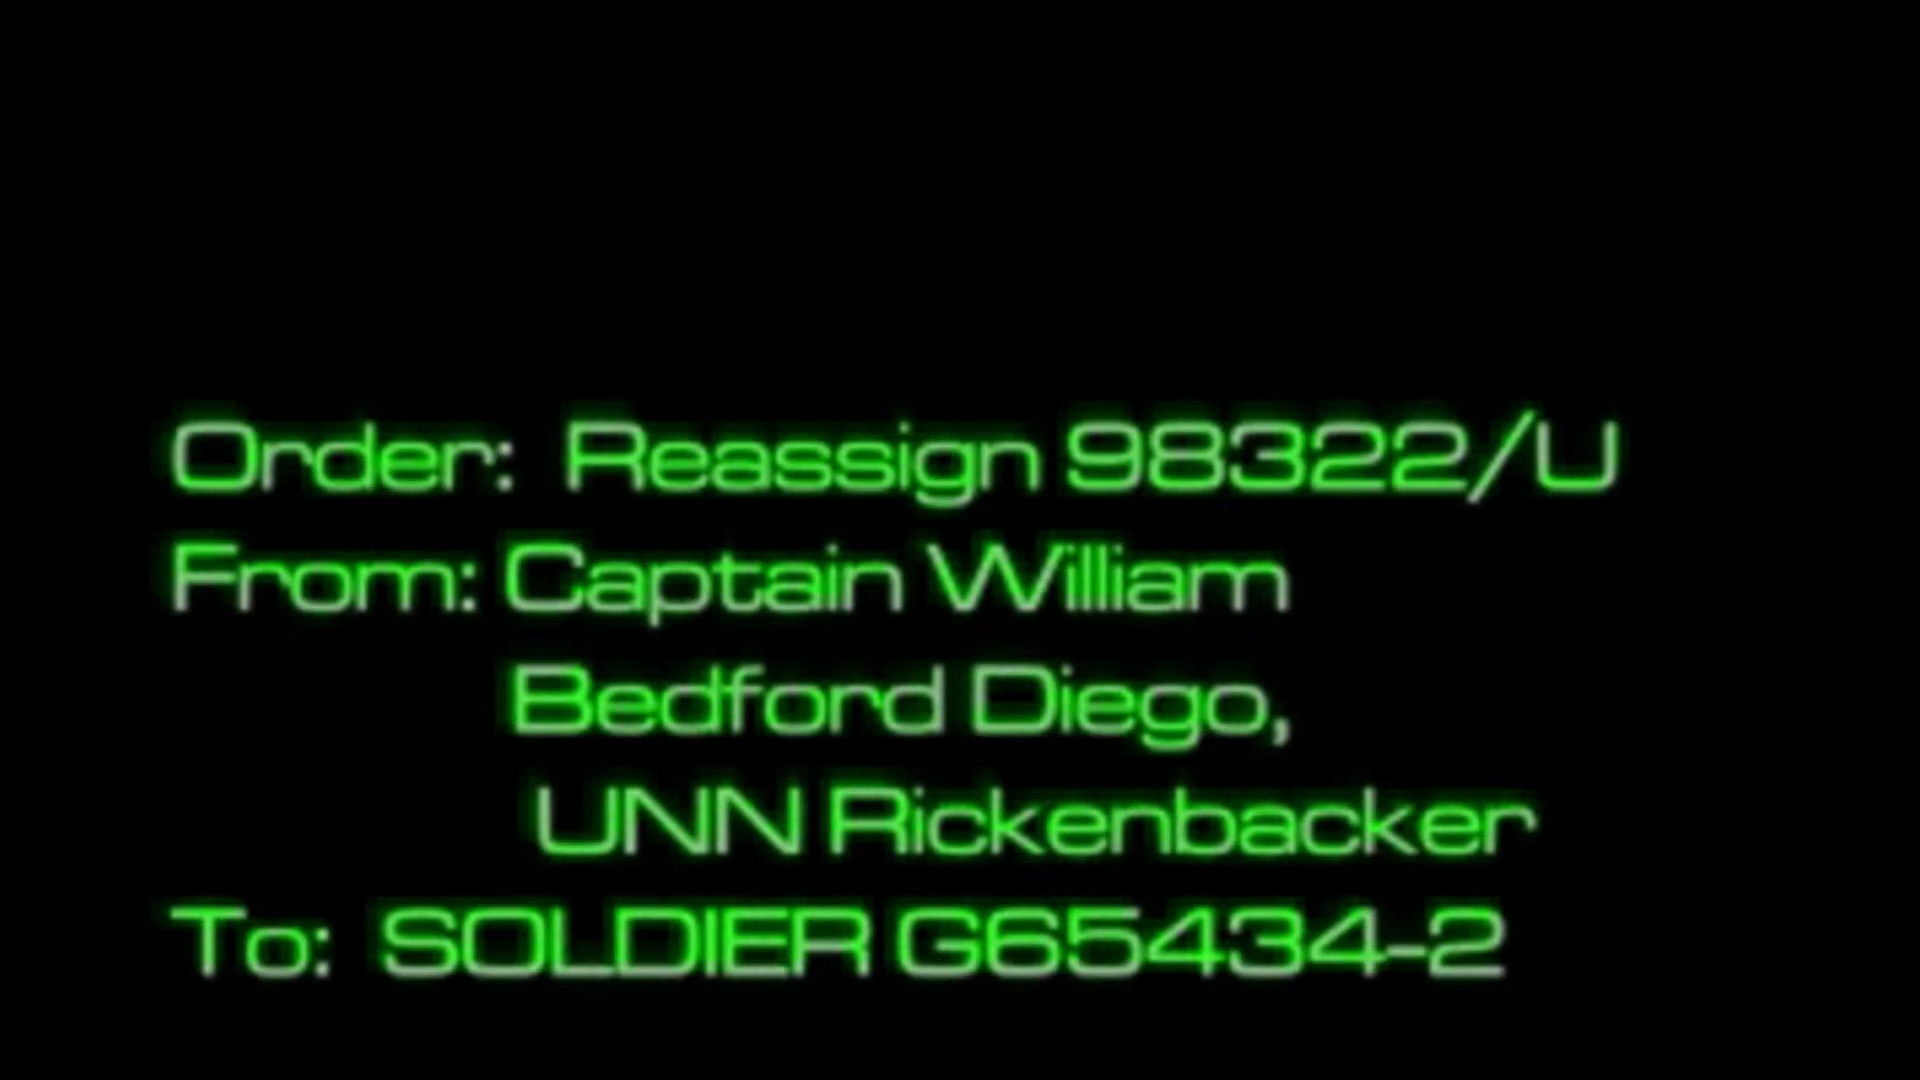 Order: Reassign 98322/U
From: Captain William
Bedford Diego,
UNN Rickenbacker
To: SOLDIER G65434-2